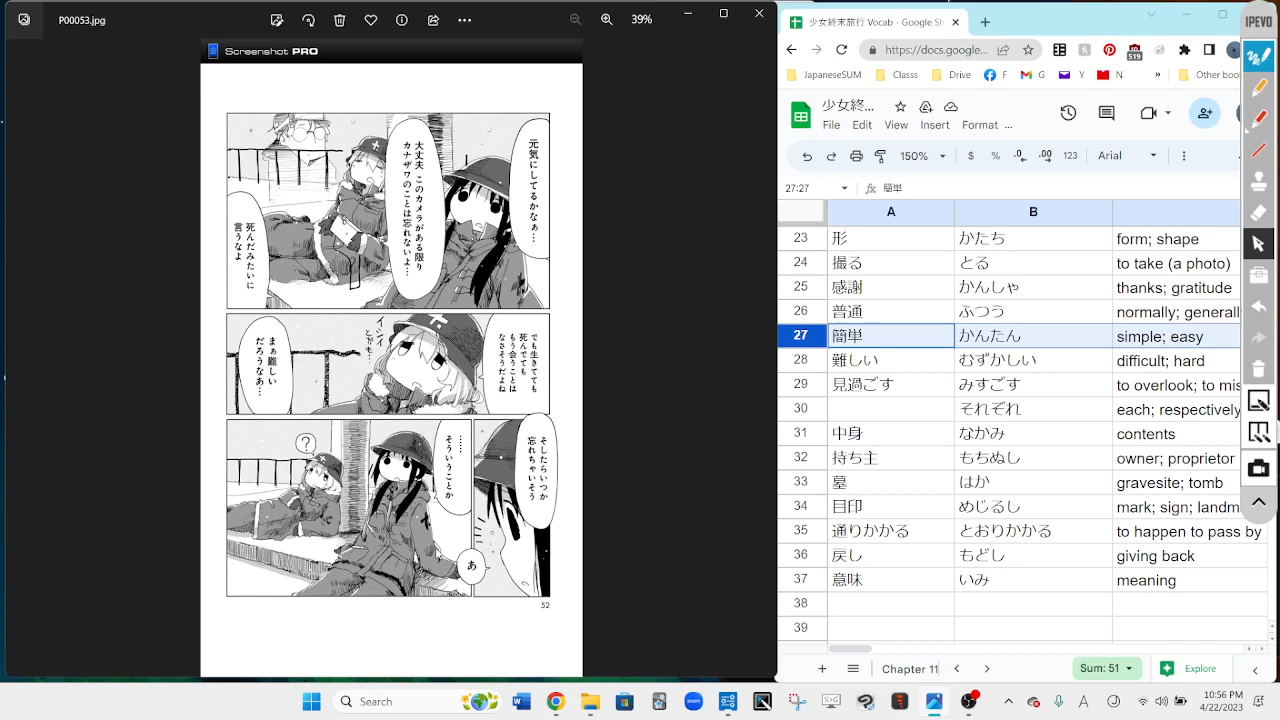 P00053.jpg
39%
Screenshot PRO
元気にしてるかなぁ…
大丈夫 このカメラがある限り
カナザワのことは忘れないよ…
死んだみたいに
言うなよ
でも生きてても
死んでても
もう会うことは
なさそうだよね
イシイ
とかも…
まぁ難しい
だろうなあ…
そしたらいつか
忘れちゃいそう
あ
……
そういうことか
?
52
少女終末旅行 Vocab - Google Sh
https://docs.google.
519
JapaneseSUM
Classs
Drive
F
G
Y
N
»
Other boo
少女終...
File Edit View Insert Format ...
150%
$ % .0 .00 123 Arial
27:27
fx 簡単
A B
23 形 かたち form; shape
24 撮る とる to take (a photo)
25 感謝 かんしゃ thanks; gratitude
26 普通 ふつう normally; generall
27 簡単 かんたん simple; easy
28 難しい むずかしい difficult; hard
29 見過ごす みすごす to overlook; to mis
30 それぞれ each; respectively
31 中身 なかみ contents
32 持ち主 もちぬし owner; proprietor
33 墓 はか gravesite; tomb
34 目印 めじるし mark; sign; landm
35 通りかかる とおりかかる to happen to pass by
36 戻し もどし giving back
37 意味 いみ meaning
38
39
Chapter 11
Sum: 51
Explore
IPEVO
Search
zoom
A
10:56 PM
4/22/2023